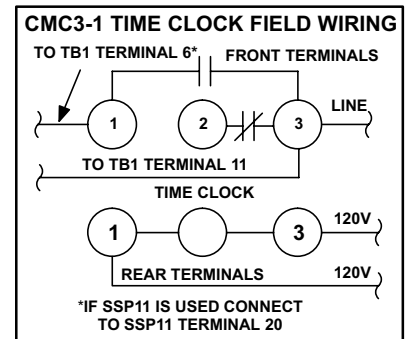 CMC3-1 TIME CLOCK FIELD WIRING
TO TB1 TERMINAL 6*
FRONT TERMINALS
1
2
3
LINE
TO TB1 TERMINAL 11
TIME CLOCK
1
3
120V
REAR TERMINALS
120V
*IF SSP11 IS USED CONNECT
TO SSP11 TERMINAL 20